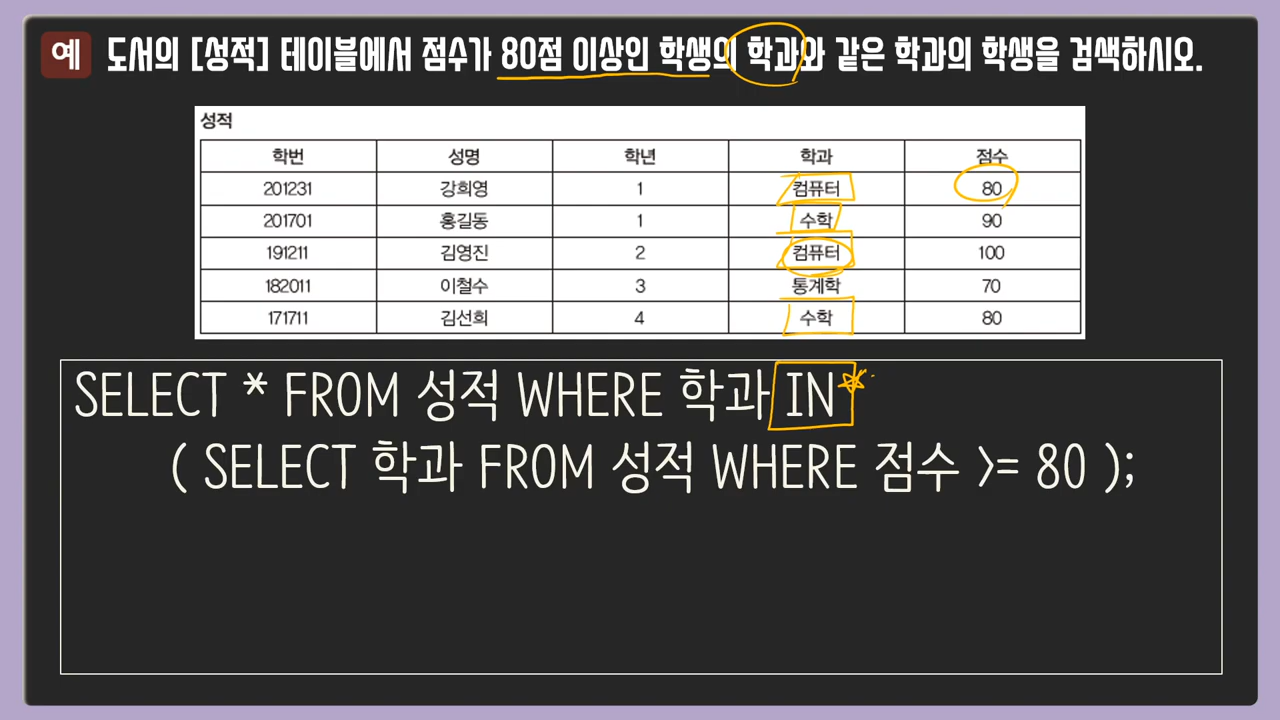 예 도서의 [성적] 테이블에서 점수가 80점 이상인 학생의 학과와 같은 학과의 학생을 검색하시오.
성적
학번 성명 학년 학과 점수
201231 강희영 1 컴퓨터 80
201701 홍길동 1 수학 90
191211 김영진 2 컴퓨터 100
182011 이철수 3 통계학 70
171711 김선희 4 수학 80
SELECT * FROM 성적 WHERE 학과 IN
( SELECT 학과 FROM 성적 WHERE 점수 >= 80 );